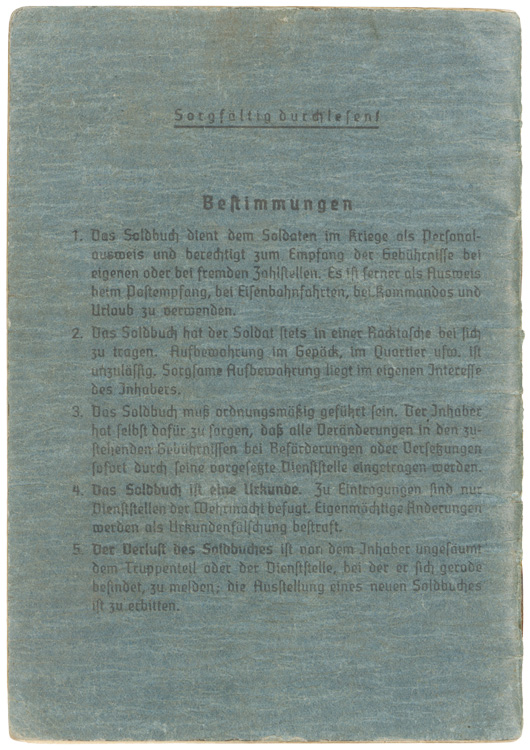 Sorgfältig durchlesen!
Bestimmungen
1. Das Soldbuch dient dem Soldaten im Kriege als Personal-
ausweis und berechtigt zum Empfang der Gebührnisse bei
eigenen oder bei fremden Zahlstellen. Es ist ferner als Ausweis
beim Postempfang, bei Eisenbahnfahrten, bei Kommandos und
Urlaub zu verwenden.
2. Das Soldbuch hat der Soldat stets in einer Rocktasche bei sich
zu tragen. Aufbewahrung im Gepäck, im Quartier usw. ist
unzulässig. Sorgsame Aufbewahrung liegt im eigenen Interesse
des Inhabers.
3. Das Soldbuch muß ordnungsmäßig geführt sein. Der Inhaber
hat selbst dafür zu sorgen, daß alle Veränderungen in den zu-
stehenden Gebührnissen bei Beförderungen oder Versetzungen
sofort durch seine vorgesetzte Dienststelle eingetragen werden.
4. Das Soldbuch ist eine Urkunde. Zu Eintragungen sind nur
Dienststellen der Wehrmacht befugt. Eigenmächtige Änderungen
werden als Urkundenfälschung bestraft.
5. Der Verlust des Soldbuches ist von dem Inhaber ungesäumt
dem Truppenteil oder der Dienststelle, bei der er sich gerade
befindet, zu melden; die Ausstellung eines neuen Soldbuches
ist zu erbitten.